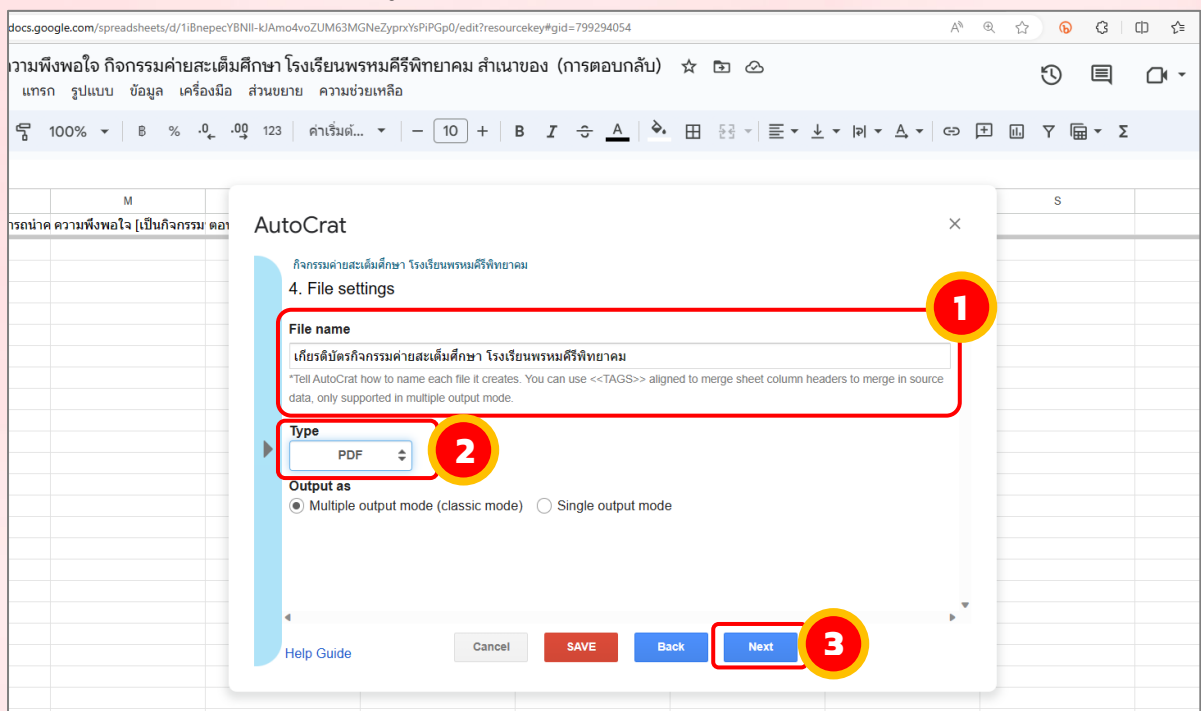 docs.google.com/spreadsheets/d/1iBnepecYBNlI-kJAmo4voZUM63MGNeZyprxYsPiPGp0/edit?resourcekey#gid=799294054
วามพึงพอใจ กิจกรรมค่ายสะเต็มศึกษา โรงเรียนพรหมคีรีพิทยาคม สำเนาของ (การตอบกลับ)
แทรก รูปแบบ ข้อมูล เครื่องมือ ส่วนขยาย ความช่วยเหลือ
100% ฿ % .0 .00 123 ค่าเริ่มต้... − 10 + B I A
M S
ารถนำค ความพึงพอใจ [เป็นกิจกรรม ตอบ
AutoCrat
กิจกรรมค่ายสะเต็มศึกษา โรงเรียนพรหมคีรีพิทยาคม
4. File settings
1
File name
เกียรติบัตรกิจกรรมค่ายสะเต็มศึกษา โรงเรียนพรหมคีรีพิทยาคม
*Tell AutoCrat how to name each file it creates. You can use <<TAGS>> aligned to merge sheet column headers to merge in source
data, only supported in multiple output mode.
Type
PDF
2
Output as
Multiple output mode (classic mode) Single output mode
Help Guide Cancel SAVE Back Next
3